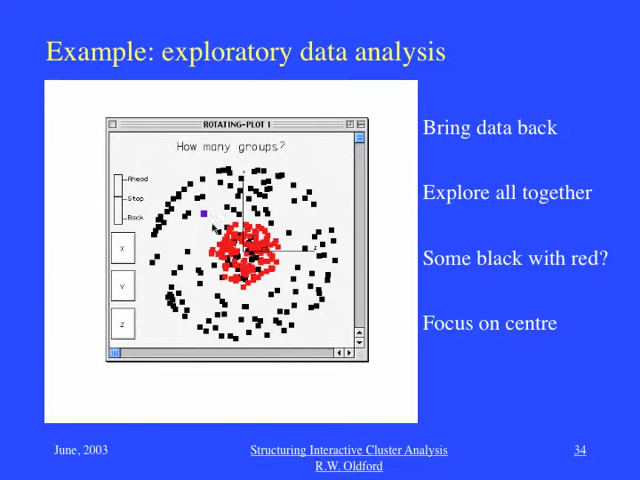 Example: exploratory data analysis
ROTATING-PLOT 1
How many groups?
Ahead
Stop
Back
X
Y
Z
Y
Z
Bring data back
Explore all together
Some black with red?
Focus on centre
June, 2003
Structuring Interactive Cluster Analysis
R.W. Oldford
34